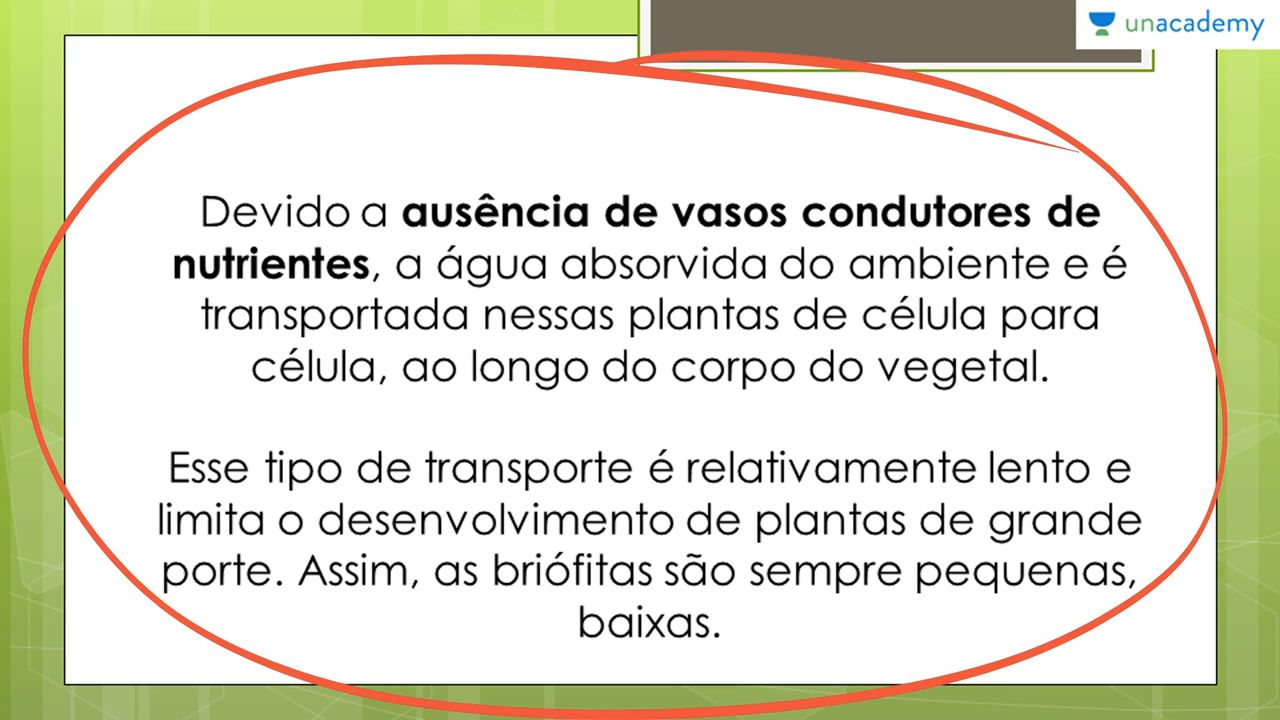 unacademy
Devido a ausência de vasos condutores de
nutrientes, a água absorvida do ambiente e é
transportada nessas plantas de célula para
célula, ao longo do corpo do vegetal.
Esse tipo de transporte é relativamente lento e
limita o desenvolvimento de plantas de grande
porte. Assim, as briófitas são sempre pequenas,
baixas.